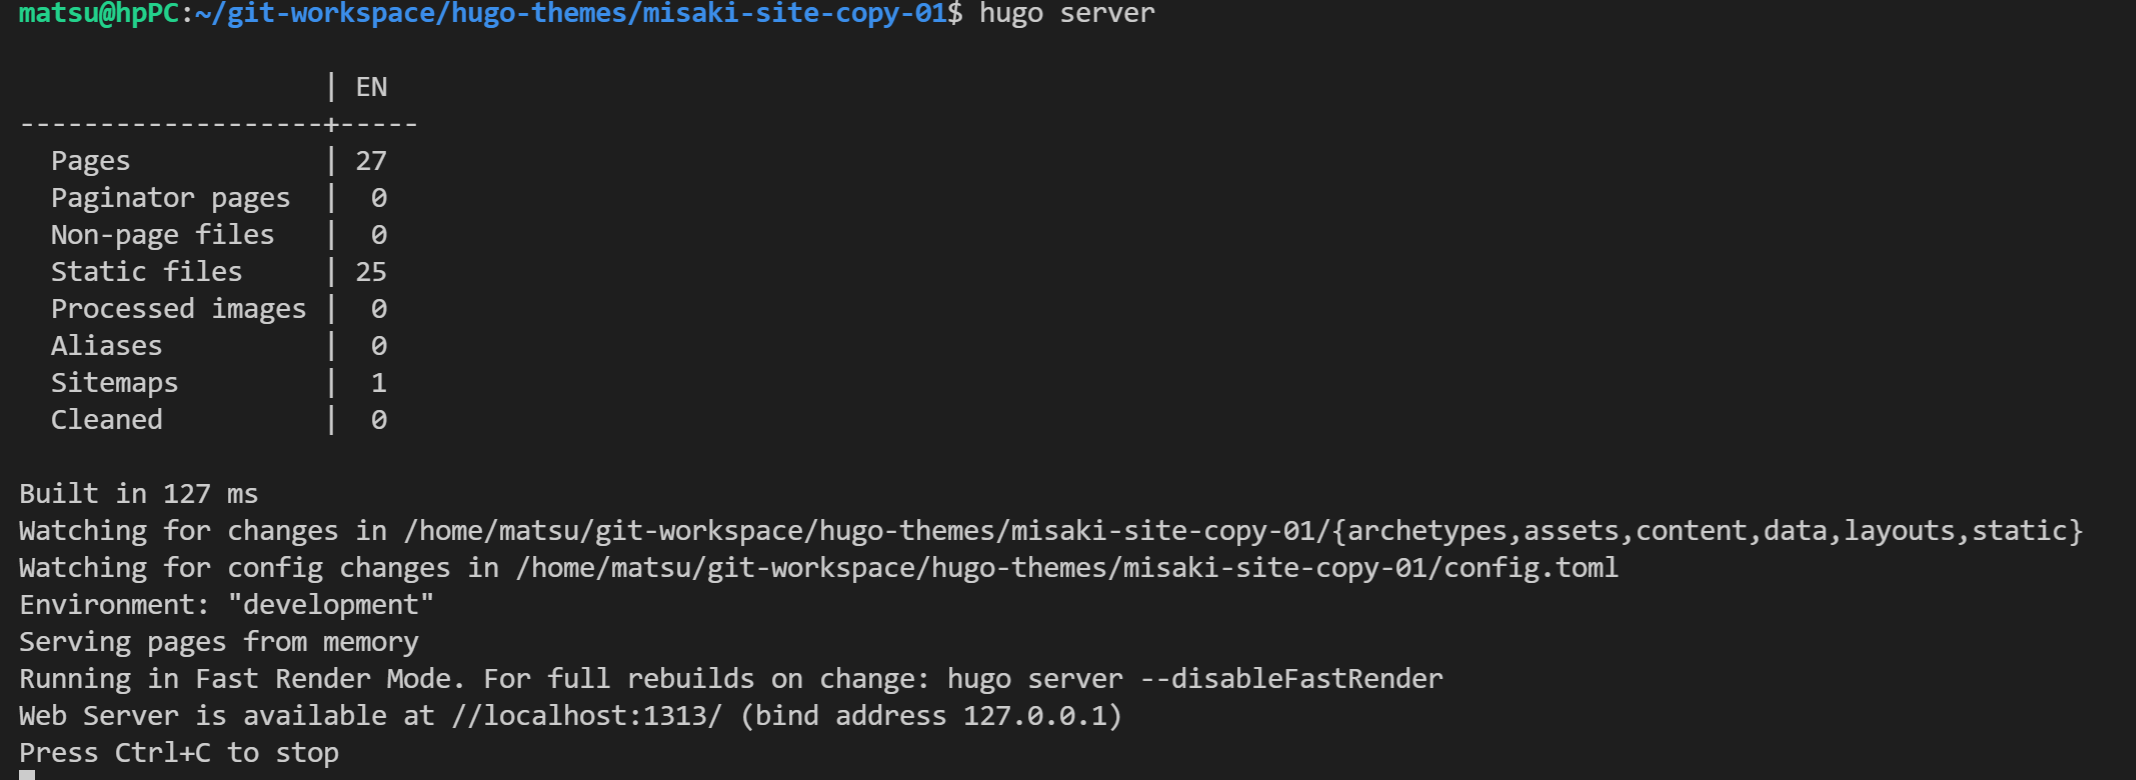 matsu@hpPC:~/git-workspace/hugo-themes/misaki-site-copy-01$ hugo server
                   | EN
-------------------+-----
  Pages            | 27
  Paginator pages  |  0
  Non-page files   |  0
  Static files     | 25
  Processed images |  0
  Aliases          |  0
  Sitemaps         |  1
  Cleaned          |  0
Built in 127 ms
Watching for changes in /home/matsu/git-workspace/hugo-themes/misaki-site-copy-01/{archetypes,assets,content,data,layouts,static}
Watching for config changes in /home/matsu/git-workspace/hugo-themes/misaki-site-copy-01/config.toml
Environment: "development"
Serving pages from memory
Running in Fast Render Mode. For full rebuilds on change: hugo server --disableFastRender
Web Server is available at //localhost:1313/ (bind address 127.0.0.1)
Press Ctrl+C to stop